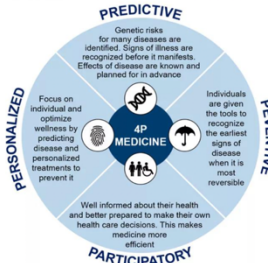 PREDICTIVE
Genetic risks
for many diseases are
identified. Signs of illness are
recognized before it manifests.
Effects of disease are known and
planned for in advance
PERSONALIZED
Focus on
individual and
optimize
wellness by
predicting
disease and
personalized
treatments to
prevent it
4P
MEDICINE
Individuals
are given
the tools to
recognize
the earliest
signs of
disease
when it is
most
reversible
Well informed about their health
and better prepared to make their own
health care decisions. This makes
medicine more
efficient
PARTICIPATORY